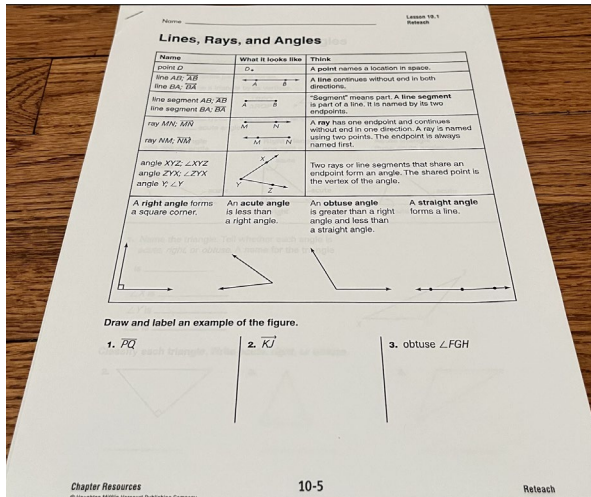 Name
Lesson 10.1
Reteach
Lines, Rays, and Angles
Name What it looks like Think
point D D A point names a location in space.
line AB; AB A B A line continues without end in both
line BA; BA directions.
line segment AB; AB A B "Segment" means part. A line segment
line segment BA; BA is part of a line. It is named by its two
endpoints.
ray MN; MN M N A ray has one endpoint and continues
without end in one direction. A ray is named
ray NM; NM M N using two points. The endpoint is always
named first.
angle XYZ; ∠XYZ X Two rays or line segments that share an
angle ZYX; ∠ZYX endpoint form an angle. The shared point is
angle Y; ∠Y Y Z the vertex of the angle.
A right angle forms
a square corner.
An acute angle
is less than
a right angle.
An obtuse angle
is greater than a right
angle and less than
a straight angle.
A straight angle
forms a line.
Draw and label an example of the figure.
1. PQ 2. KJ 3. obtuse ∠FGH
Chapter Resources 10-5 Reteach